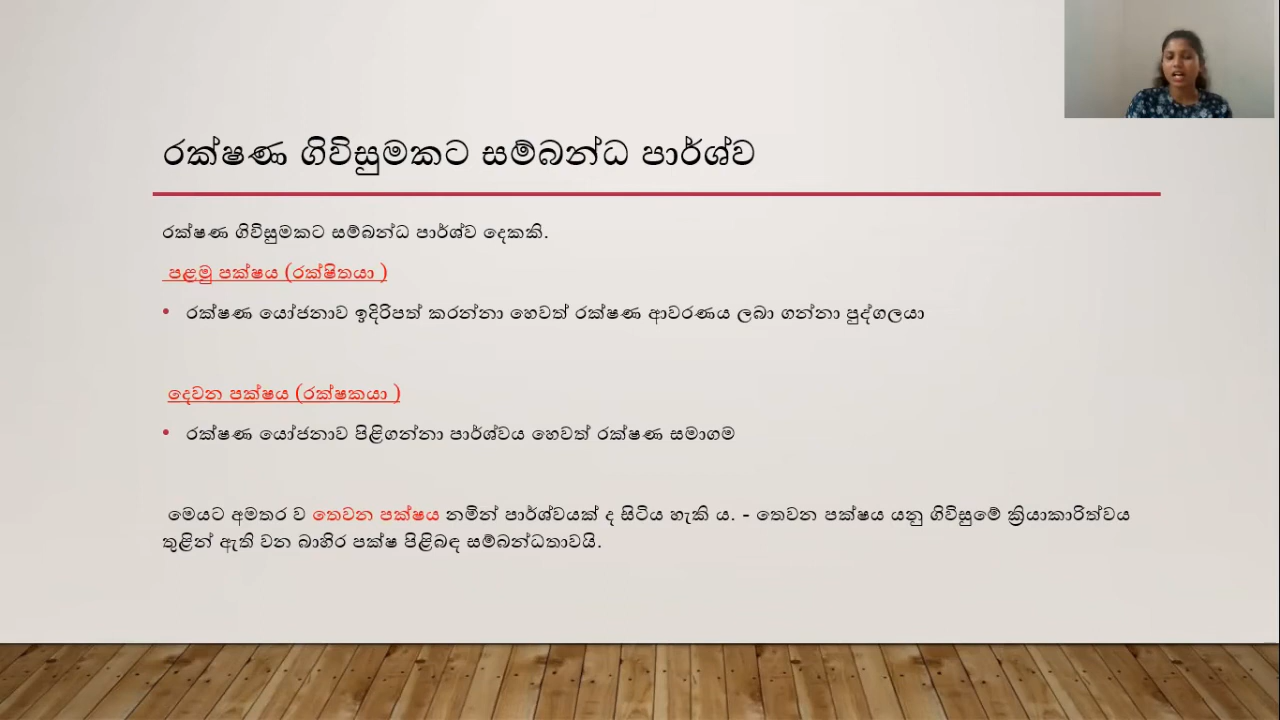 රක්ෂණ ගිවිසුමකට සම්බන්ධ පාර්ශ්ව
රක්ෂණ ගිවිසුමකට සම්බන්ධ පාර්ශ්ව දෙකකි.
පළමු පක්ෂය (රක්ෂිතයා )
• රක්ෂණ යෝජනාව ඉදිරිපත් කරන්නා හෙවත් රක්ෂණ ආවරණය ලබා ගන්නා පුද්ගලයා
දෙවන පක්ෂය (රක්ෂකයා )
• රක්ෂණ යෝජනාව පිළිගන්නා පාර්ශ්වය හෙවත් රක්ෂණ සමාගම
මෙයට අමතර ව තෙවන පක්ෂය නමින් පාර්ශ්වයක් ද සිටිය හැකි ය. - තෙවන පක්ෂය යනු ගිවිසුමේ ක්‍රියාකාරිත්වය
තුළින් ඇති වන බාහිර පක්ෂ පිළිබඳ සම්බන්ධතාවයි.